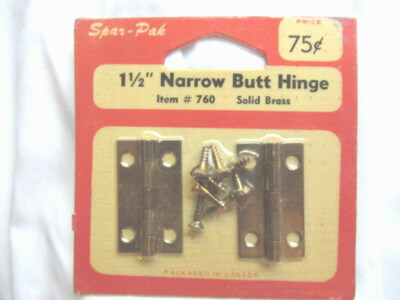 Spar-Pak
PRICE
75¢
1½" Narrow Butt Hinge
Item # 760 Solid Brass
PACKAGED IN CANADA